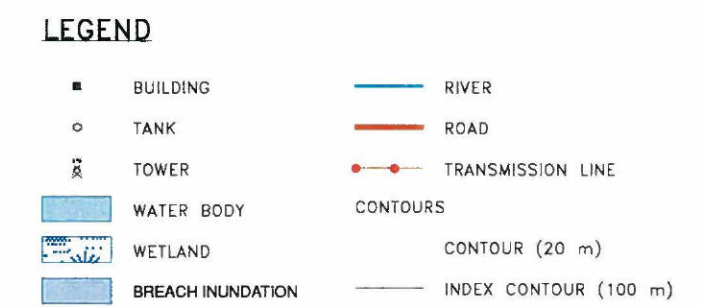 LEGEND
BUILDING
TANK
TOWER
WATER BODY
WETLAND
BREACH INUNDATION
RIVER
ROAD
TRANSMISSION LINE
CONTOURS
CONTOUR (20 m)
INDEX CONTOUR (100 m)